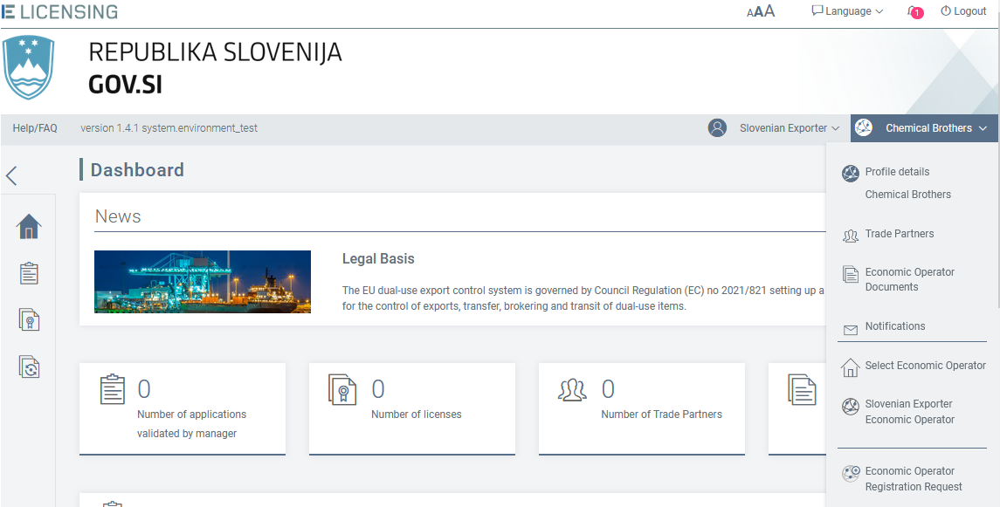 E LICENSING
AAA
Language
1
Logout
REPUBLIKA SLOVENIJA
GOV.SI
Help/FAQ
version 1.4.1 system.environment_test
Slovenian Exporter
Chemical Brothers
Dashboard
News
Legal Basis
The EU dual-use export control system is governed by Council Regulation (EC) no 2021/821 setting up a
for the control of exports, transfer, brokering and transit of dual-use items.
0
Number of applications
validated by manager
0
Number of licenses
0
Number of Trade Partners
Profile details
Chemical Brothers
Trade Partners
Economic Operator
Documents
Notifications
Select Economic Operator
Slovenian Exporter
Economic Operator
Economic Operator
Registration Request